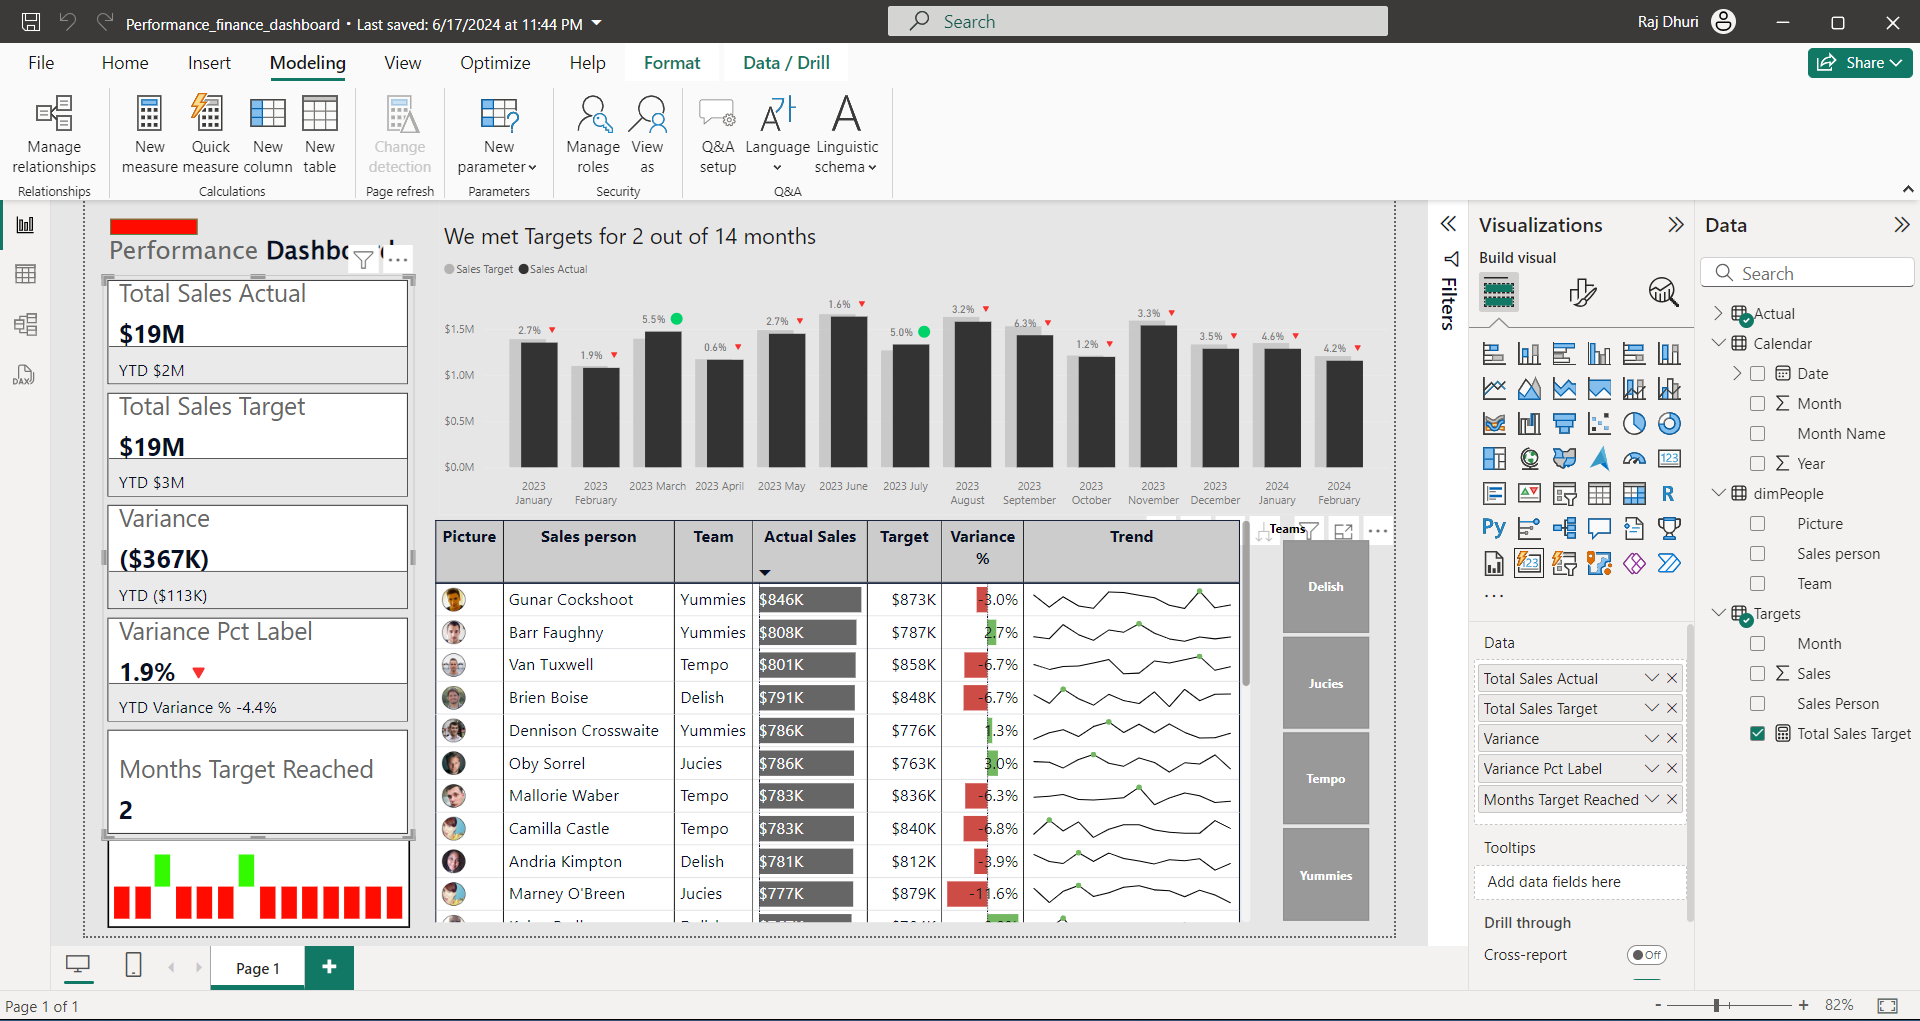 Performance_finance_dashboard • Last saved: 6/17/2024 at 11:44 PM
Search
Raj Dhuri
File Home Insert Modeling View Optimize Help Format Data / Drill
Share
Manage relationships
New measure
Quick measure
New column
New table
Change detection
New parameter
Manage roles
View as
Q&A setup
Language
Linguistic schema
Relationships Calculations Page refresh Parameters Security Q&A
Performance Dashb
Total Sales Actual
$19M
YTD $2M
Total Sales Target
$19M
YTD $3M
Variance
($367K)
YTD ($113K)
Variance Pct Label
1.9%
YTD Variance % -4.4%
Months Target Reached
2
We met Targets for 2 out of 14 months
Sales Target Sales Actual
$1.5M
$1.0M
$0.5M
$0.0M
2.7% 1.9% 5.5% 0.6% 2.7% 1.6% 5.0% 3.2% 6.3% 1.2% 3.3% 3.5% 4.6% 4.2%
2023 January
2023 February
2023 March
2023 April
2023 May
2023 June
2023 July
2023 August
2023 September
2023 October
2023 November
2023 December
2024 January
2024 February
Picture Sales person Team Actual Sales Target Variance % Trend
Gunar Cockshoot Yummies $846K $873K -3.0%
Barr Faughny Yummies $808K $787K 2.7%
Van Tuxwell Tempo $801K $858K -6.7%
Brien Boise Delish $791K $848K -6.7%
Dennison Crosswaite Yummies $786K $776K 1.3%
Oby Sorrel Jucies $786K $763K 3.0%
Mallorie Waber Tempo $783K $836K -6.3%
Camilla Castle Tempo $783K $840K -6.8%
Andria Kimpton Delish $781K $812K -3.9%
Marney O'Breen Jucies $777K $879K -11.6%
Teams
Delish
Jucies
Tempo
Yummies
Filters
Visualizations
Build visual
123
R
Py
123
Data
Total Sales Actual
Total Sales Target
Variance
Variance Pct Label
Months Target Reached
Tooltips
Add data fields here
Drill through
Cross-report Off
Data
Search
Actual
Calendar
Date
Month
Month Name
Year
dimPeople
Picture
Sales person
Team
Targets
Month
Sales
Sales Person
Total Sales Target
DAX
Page 1
Page 1 of 1
- + 82%